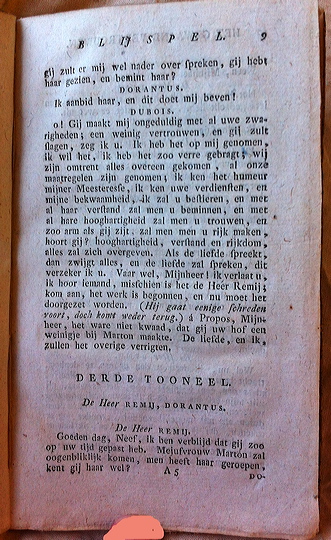 BLIJSPEL. 9
gij zult er mij wel nader over spreken, gij hebt
haar gezien, en bemint haar?
DORANTUS.
Ik aanbid haar, en dit doet mij beven!
DUBOIS.
o! Gij maakt mij ongeduldig met al uwe zwa-
righeden; een weinig vertrouwen, en gij zult
slagen, zeg ik u. Ik heb het op mij genomen,
ik wil het, ik heb het zoo verre gebragt; wij
zijn omtrent alles overeen gekomen, al onze
maatregelen zijn genomen, ik ken het humeur
mijner Meesteresse, ik ken uwe verdiensten, en
mijne bekwaamheid, ik zal u bestieren, en met
al haar verstand zal men u beminnen, en met
al hare hooghartigheid zal men u trouwen, en
zoo arm als gij zijt, zal men men u rijk maken,
hoort gij? hooghartigheid, verstand en rijkdom,
alles zal zich overgeven. Als de liefde spreekt,
dan zwijgt alles, en de liefde zal spreken, dit
verzeker ik u. Vaar wel, Mijnheer! ik verlaat u,
ik hoor iemand, misschien is het de Heer Remij;
kom aan, het werk is begonnen, en nu moet het
doorgezet worden. (Hij gaat eenige schreden
voort, doch komt weder terug.) á Propos, Mijn-
heer, het ware niet kwaad, dat gij uw hof een
weinigje bij Marton maakte. De liefde, en ik,
zullen het overige verrigten.
DERDE TOONEEL.
De Heer REMIJ, DORANTUS.
De Heer REMIJ.
Goeden dag, Neef, ik ben verblijd dat gij zoo
op uw tijd gepast heb. Mejufvrouw Marton zal
oogenbliklijk komen, men heeft haar geroepen,
kent gij haar wel?
A 5
DO-